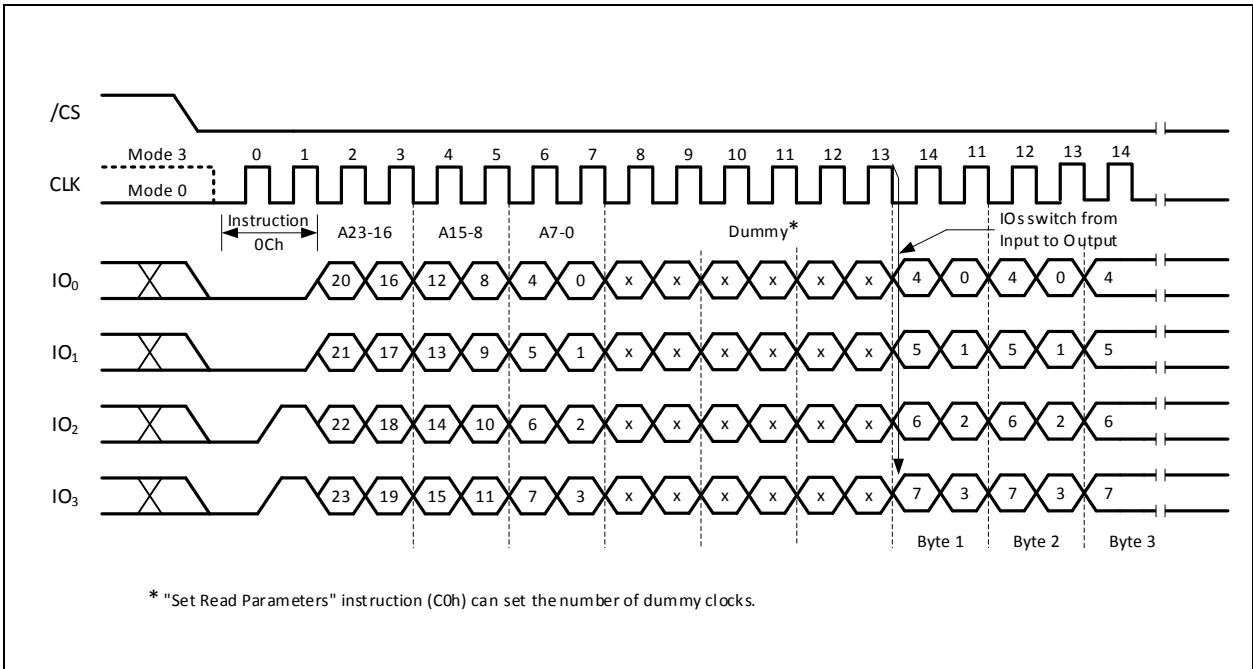 /CS
Mode 3 0 1 2 3 4 5 6 7 8 9 10 11 12 13 14 11 12 13 14
CLK Mode 0
Instruction A23-16 A15-8 A7-0 Dummy* IOs switch from
0Ch Input to Output
IO₀ 20 16 12 8 4 0 x x x x x x 4 0 4 0 4
IO₁ 21 17 13 9 5 1 x x x x x x 5 1 5 1 5
IO₂ 22 18 14 10 6 2 x x x x x x 6 2 6 2 6
IO₃ 23 19 15 11 7 3 x x x x x x 7 3 7 3 7
Byte 1 Byte 2 Byte 3
* "Set Read Parameters" instruction (C0h) can set the number of dummy clocks.